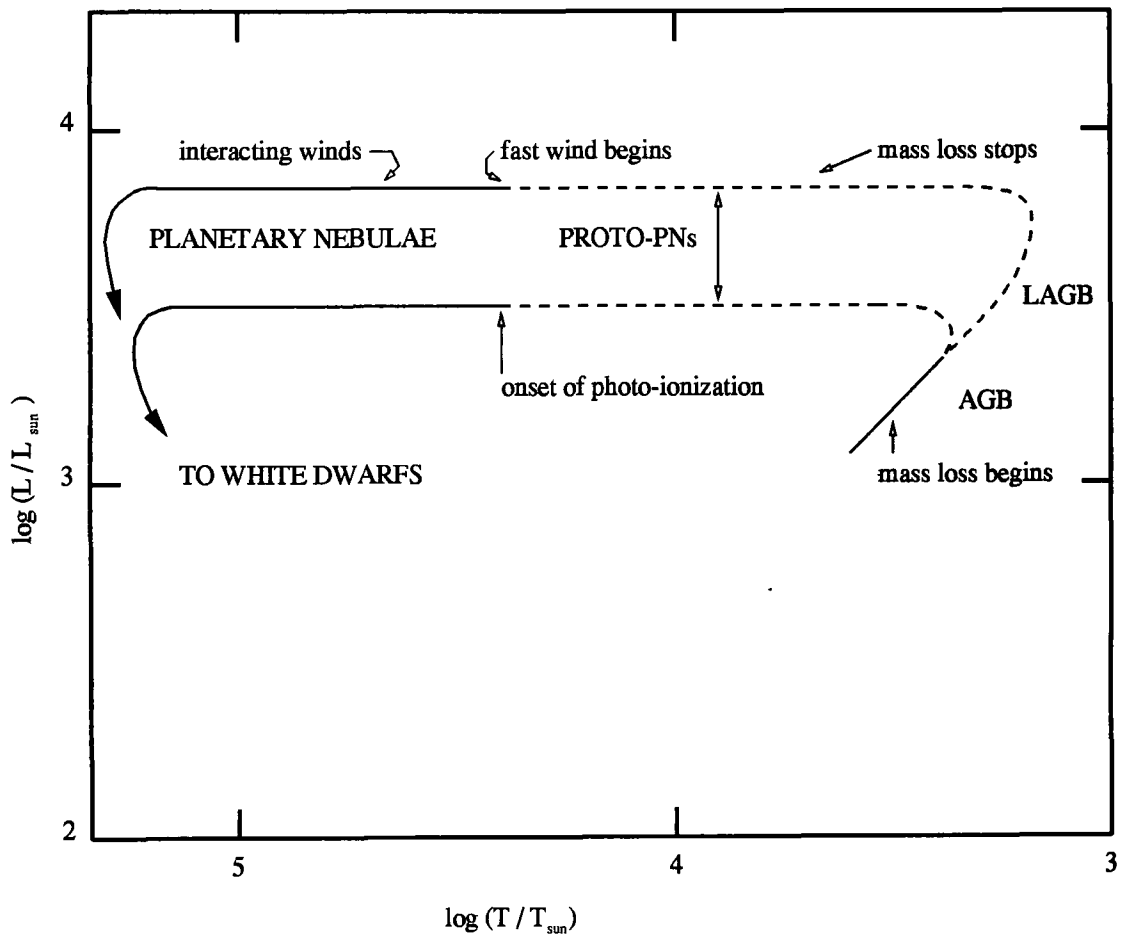 4
interacting winds
fast wind begins
mass loss stops
PLANETARY NEBULAE
PROTO-PNs
LAGB
onset of photo-ionization
AGB
TO WHITE DWARFS
mass loss begins
3
log (L / L sun )
2
5
4
3
log (T / Tsun)